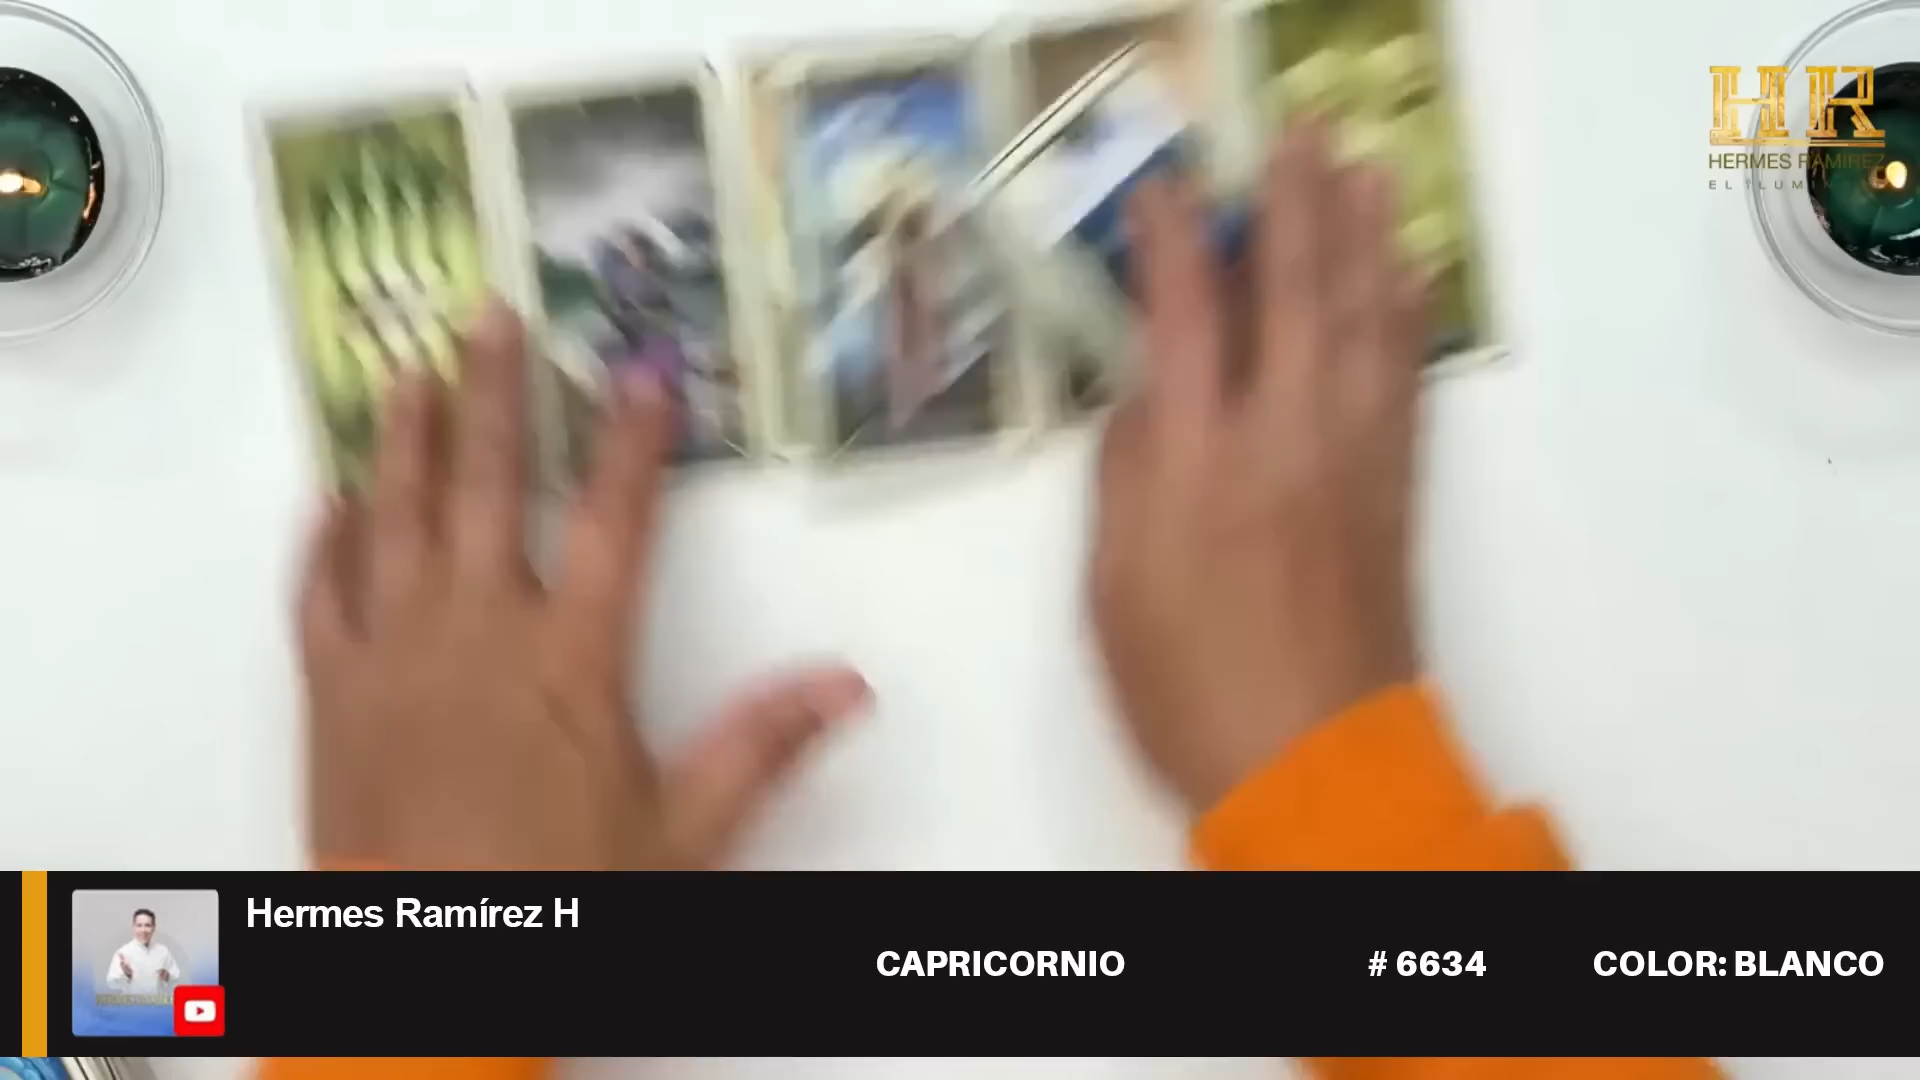 HR
HERMES RAMÍREZ
Hermes Ramírez H
CAPRICORNIO
# 6634
COLOR: BLANCO